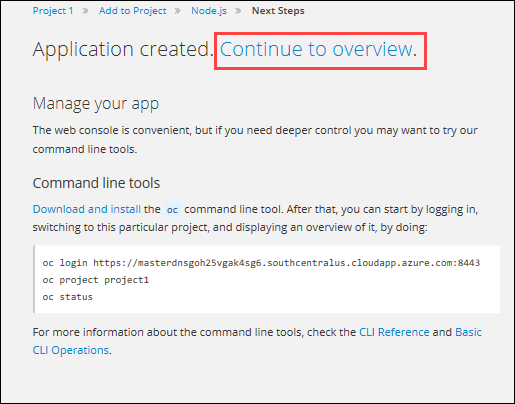 Project 1 » Add to Project » Node.js » Next Steps
Application created. Continue to overview.
Manage your app
The web console is convenient, but if you need deeper control you may want to try our
command line tools.
Command line tools
Download and install the oc command line tool. After that, you can start by logging in,
switching to this particular project, and displaying an overview of it, by doing:
oc login https://masterdnsgoh25vgak4sg6.southcentralus.cloudapp.azure.com:8443
oc project project1
oc status
For more information about the command line tools, check the CLI Reference and Basic
CLI Operations.